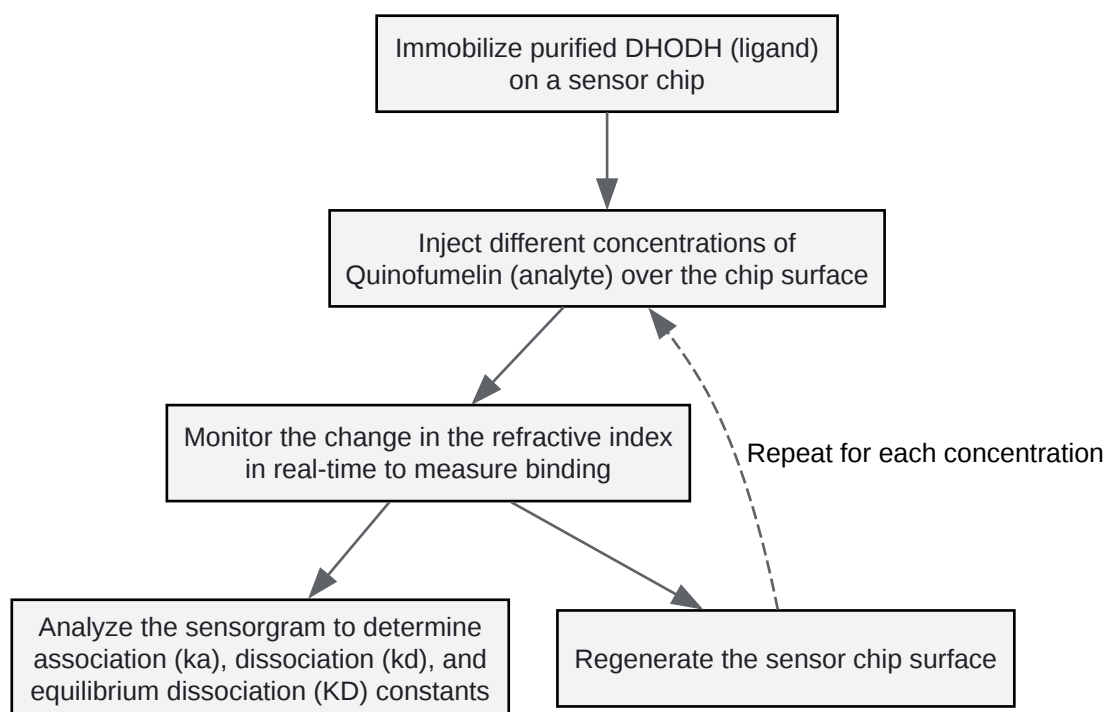 Immobilize purified DHODH (ligand)
on a sensor chip
Inject different concentrations of
Quinofumelin (analyte) over the chip surface
Monitor the change in the refractive index
in real-time to measure binding
Repeat for each concentration
Analyze the sensorgram to determine
association (ka), dissociation (kd), and
equilibrium dissociation (KD) constants
Regenerate the sensor chip surface